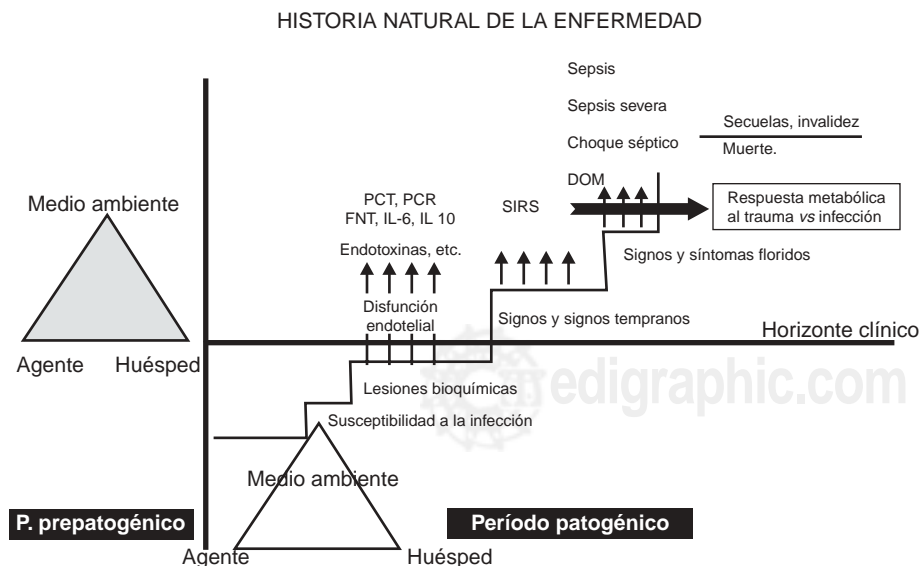 HISTORIA NATURAL DE LA ENFERMEDAD
Sepsis
Sepsis severa
Choque séptico
DOM
Secuelas, invalidez
Muerte.
Medio ambiente
Agente
Huésped
PCT, PCR
FNT, IL-6, IL 10
Endotoxinas, etc.
SIRS
Respuesta metabólica
al trauma vs infección
Signos y síntomas floridos
Disfunción
endotelial
Signos y signos tempranos
Horizonte clínico
Lesiones bioquímicas
edigraphic.com
Susceptibilidad a la infección
Medio ambiente
P. prepatogénico
Período patogénico
Agente
Huésped